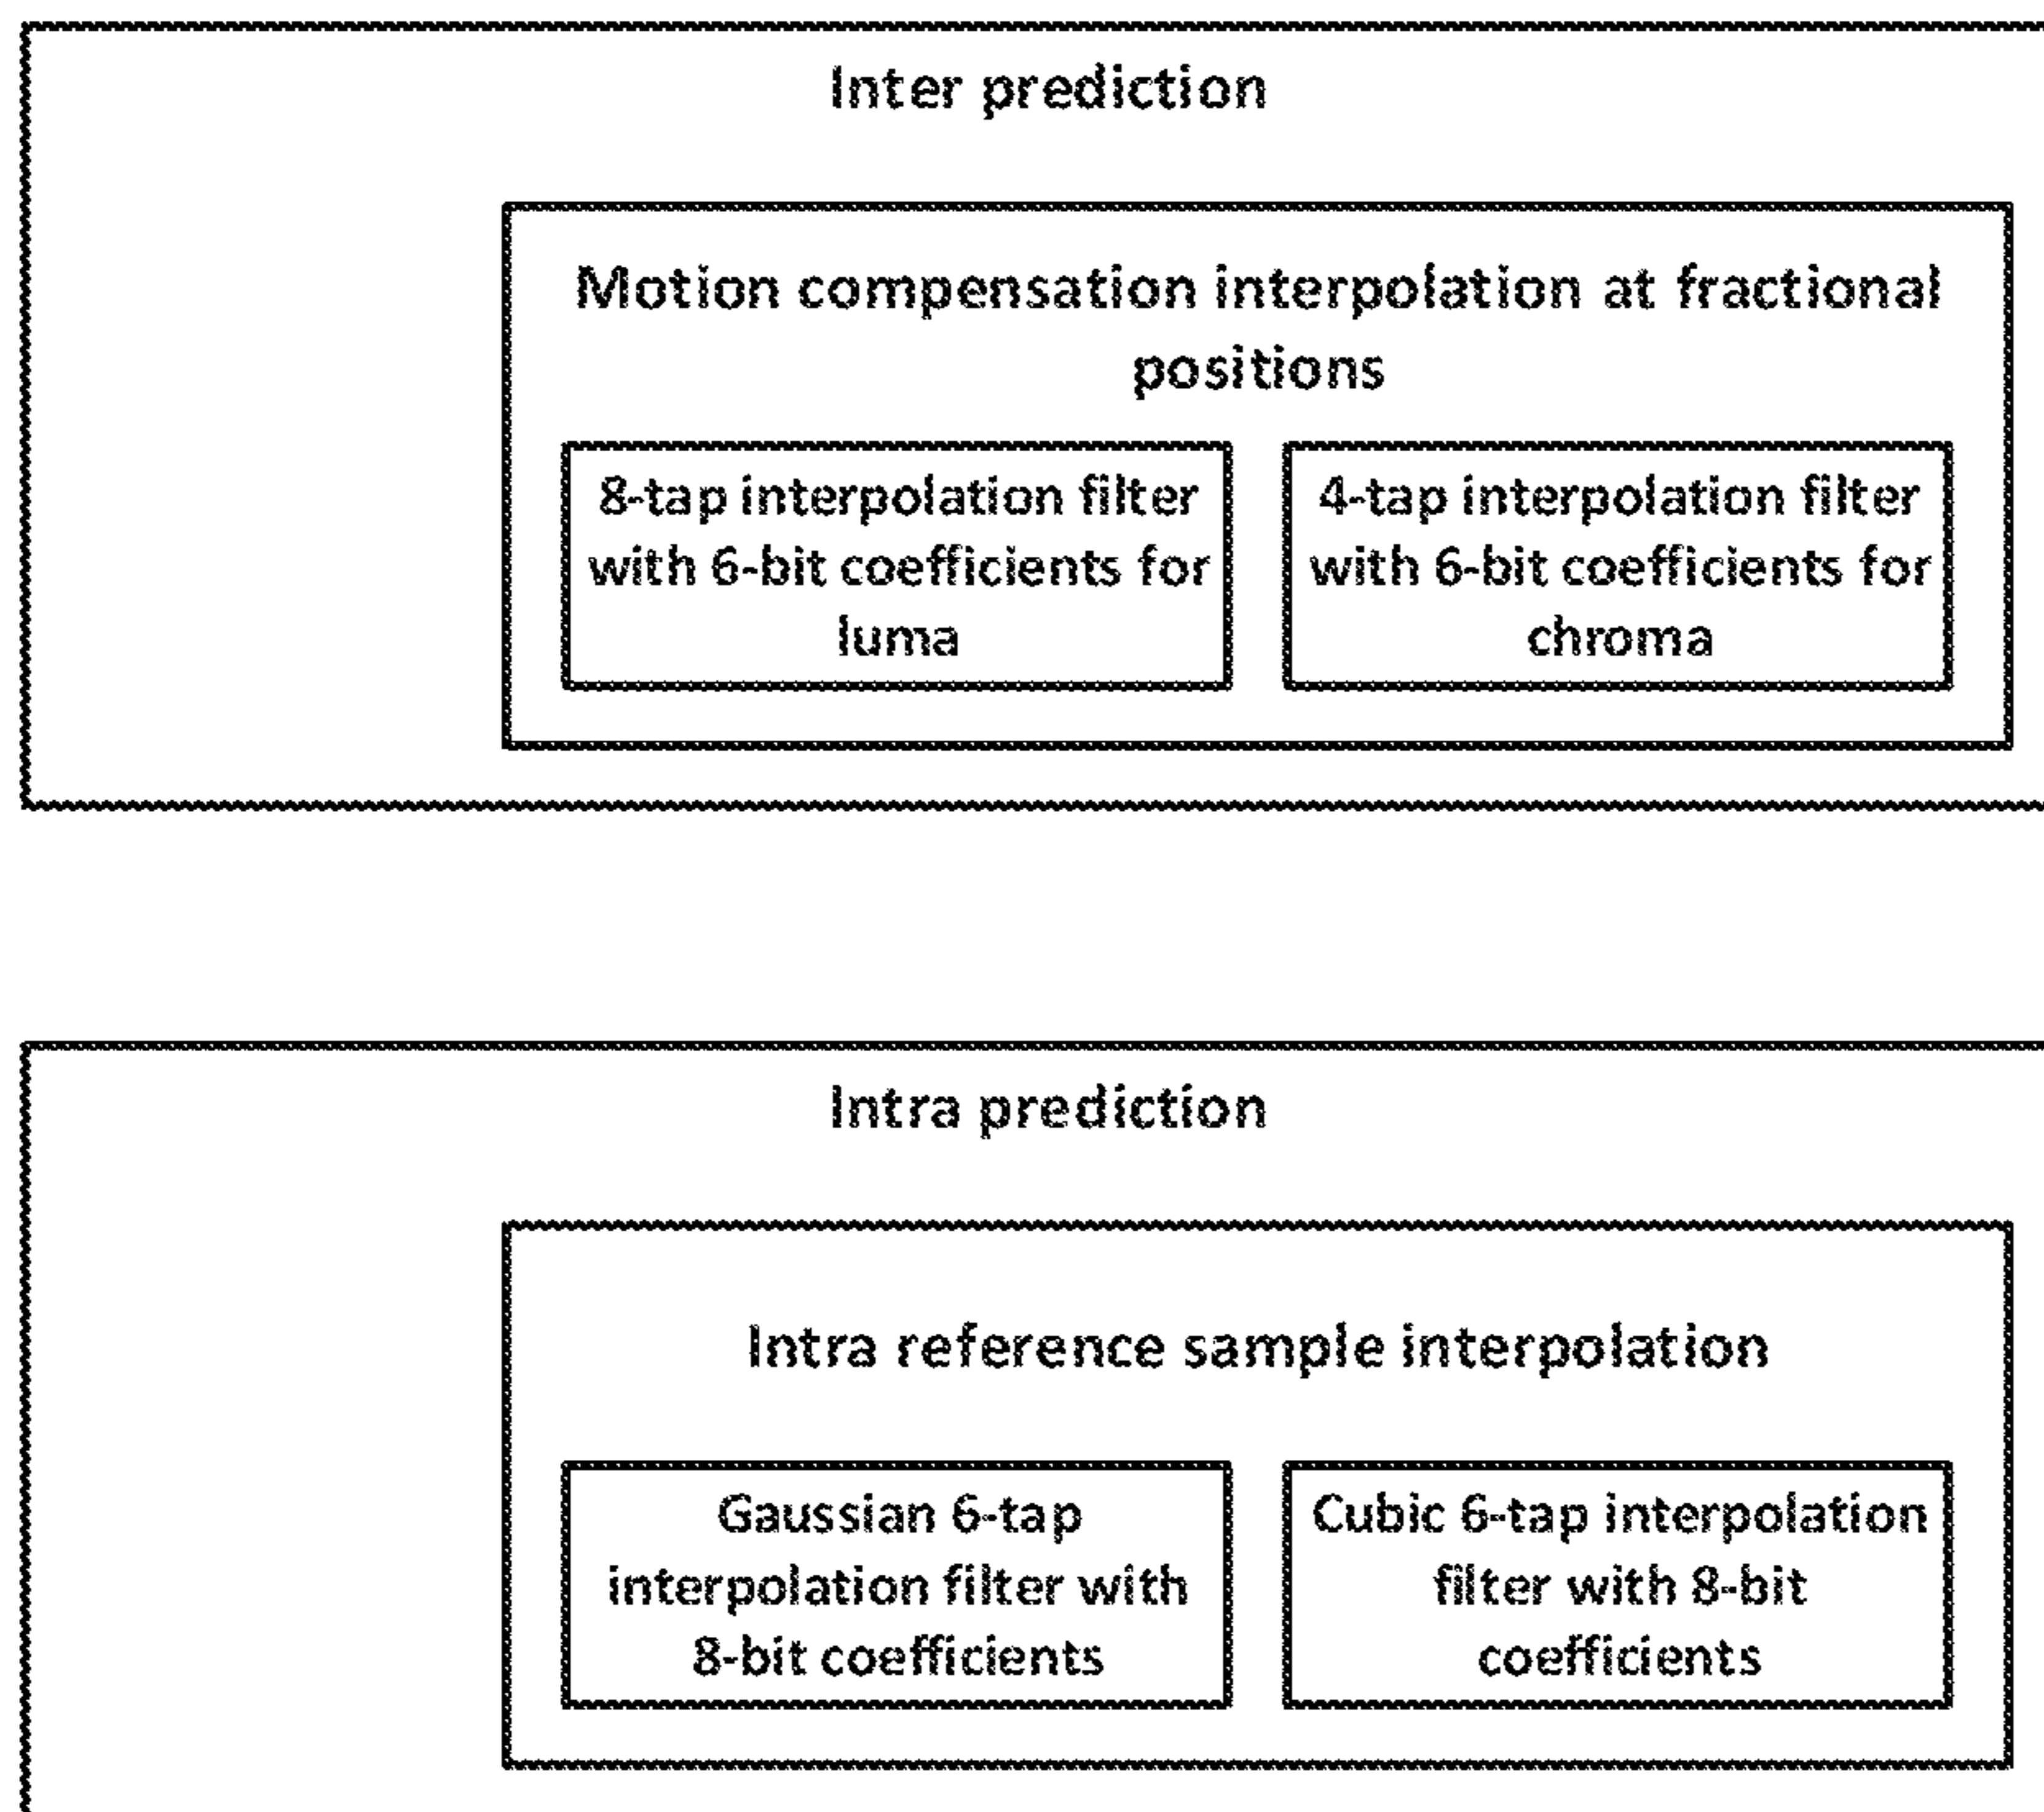 Inter prediction
Motion compensation interpolation at fractional
positions
8-tap interpolation filter
with 6-bit coefficients for
luma
4-tap interpolation filter
with 6-bit coefficients for
chroma
Intra prediction
Intra reference sample interpolation
Gaussian 6-tap
interpolation filter with
8-bit coefficients
Cubic 6-tap interpolation
filter with 8-bit
coefficients